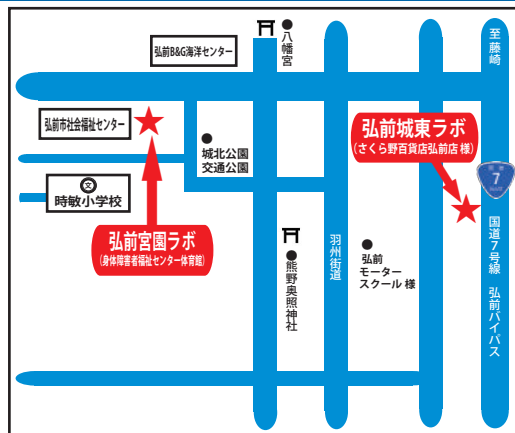 弘前B&G海洋センター
八幡宮
至藤崎
弘前市社会福祉センター
城北公園
交通公園
弘前城東ラボ
(さくら野百貨店弘前店 様)
国道
7
時敏小学校
文
弘前宮園ラボ
(身体障害者福祉センター体育館)
熊野奥照神社
羽州街道
弘前
モーター
スクール 様
国道7号線 弘前バイパス